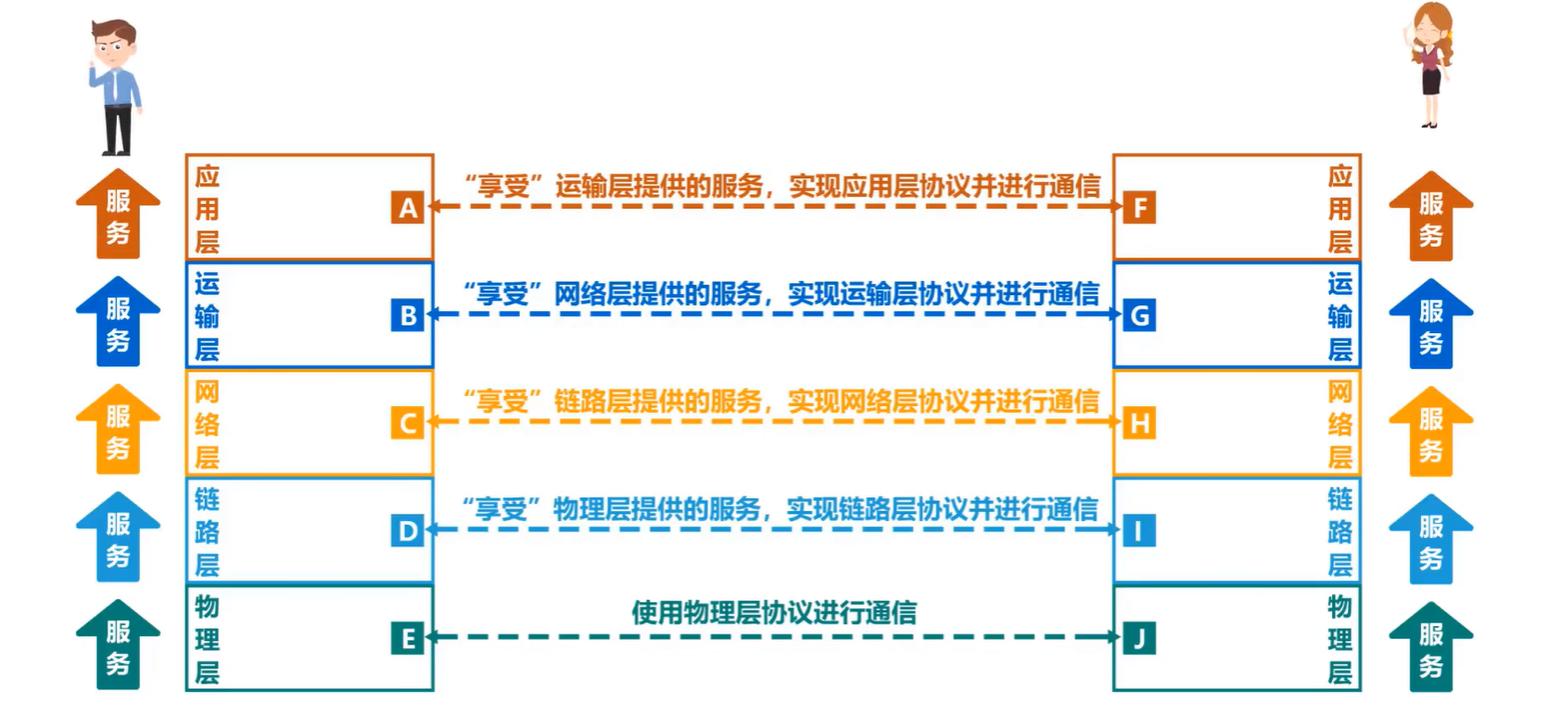 服务
应用层
A
“享受”运输层提供的服务，实现应用层协议并进行通信
F
应用层
服务
服务
运输层
B
“享受”网络层提供的服务，实现运输层协议并进行通信
G
运输层
服务
服务
网络层
C
“享受”链路层提供的服务，实现网络层协议并进行通信
H
网络层
服务
服务
链路层
D
“享受”物理层提供的服务，实现链路层协议并进行通信
I
链路层
服务
服务
物理层
E
使用物理层协议进行通信
J
物理层
服务